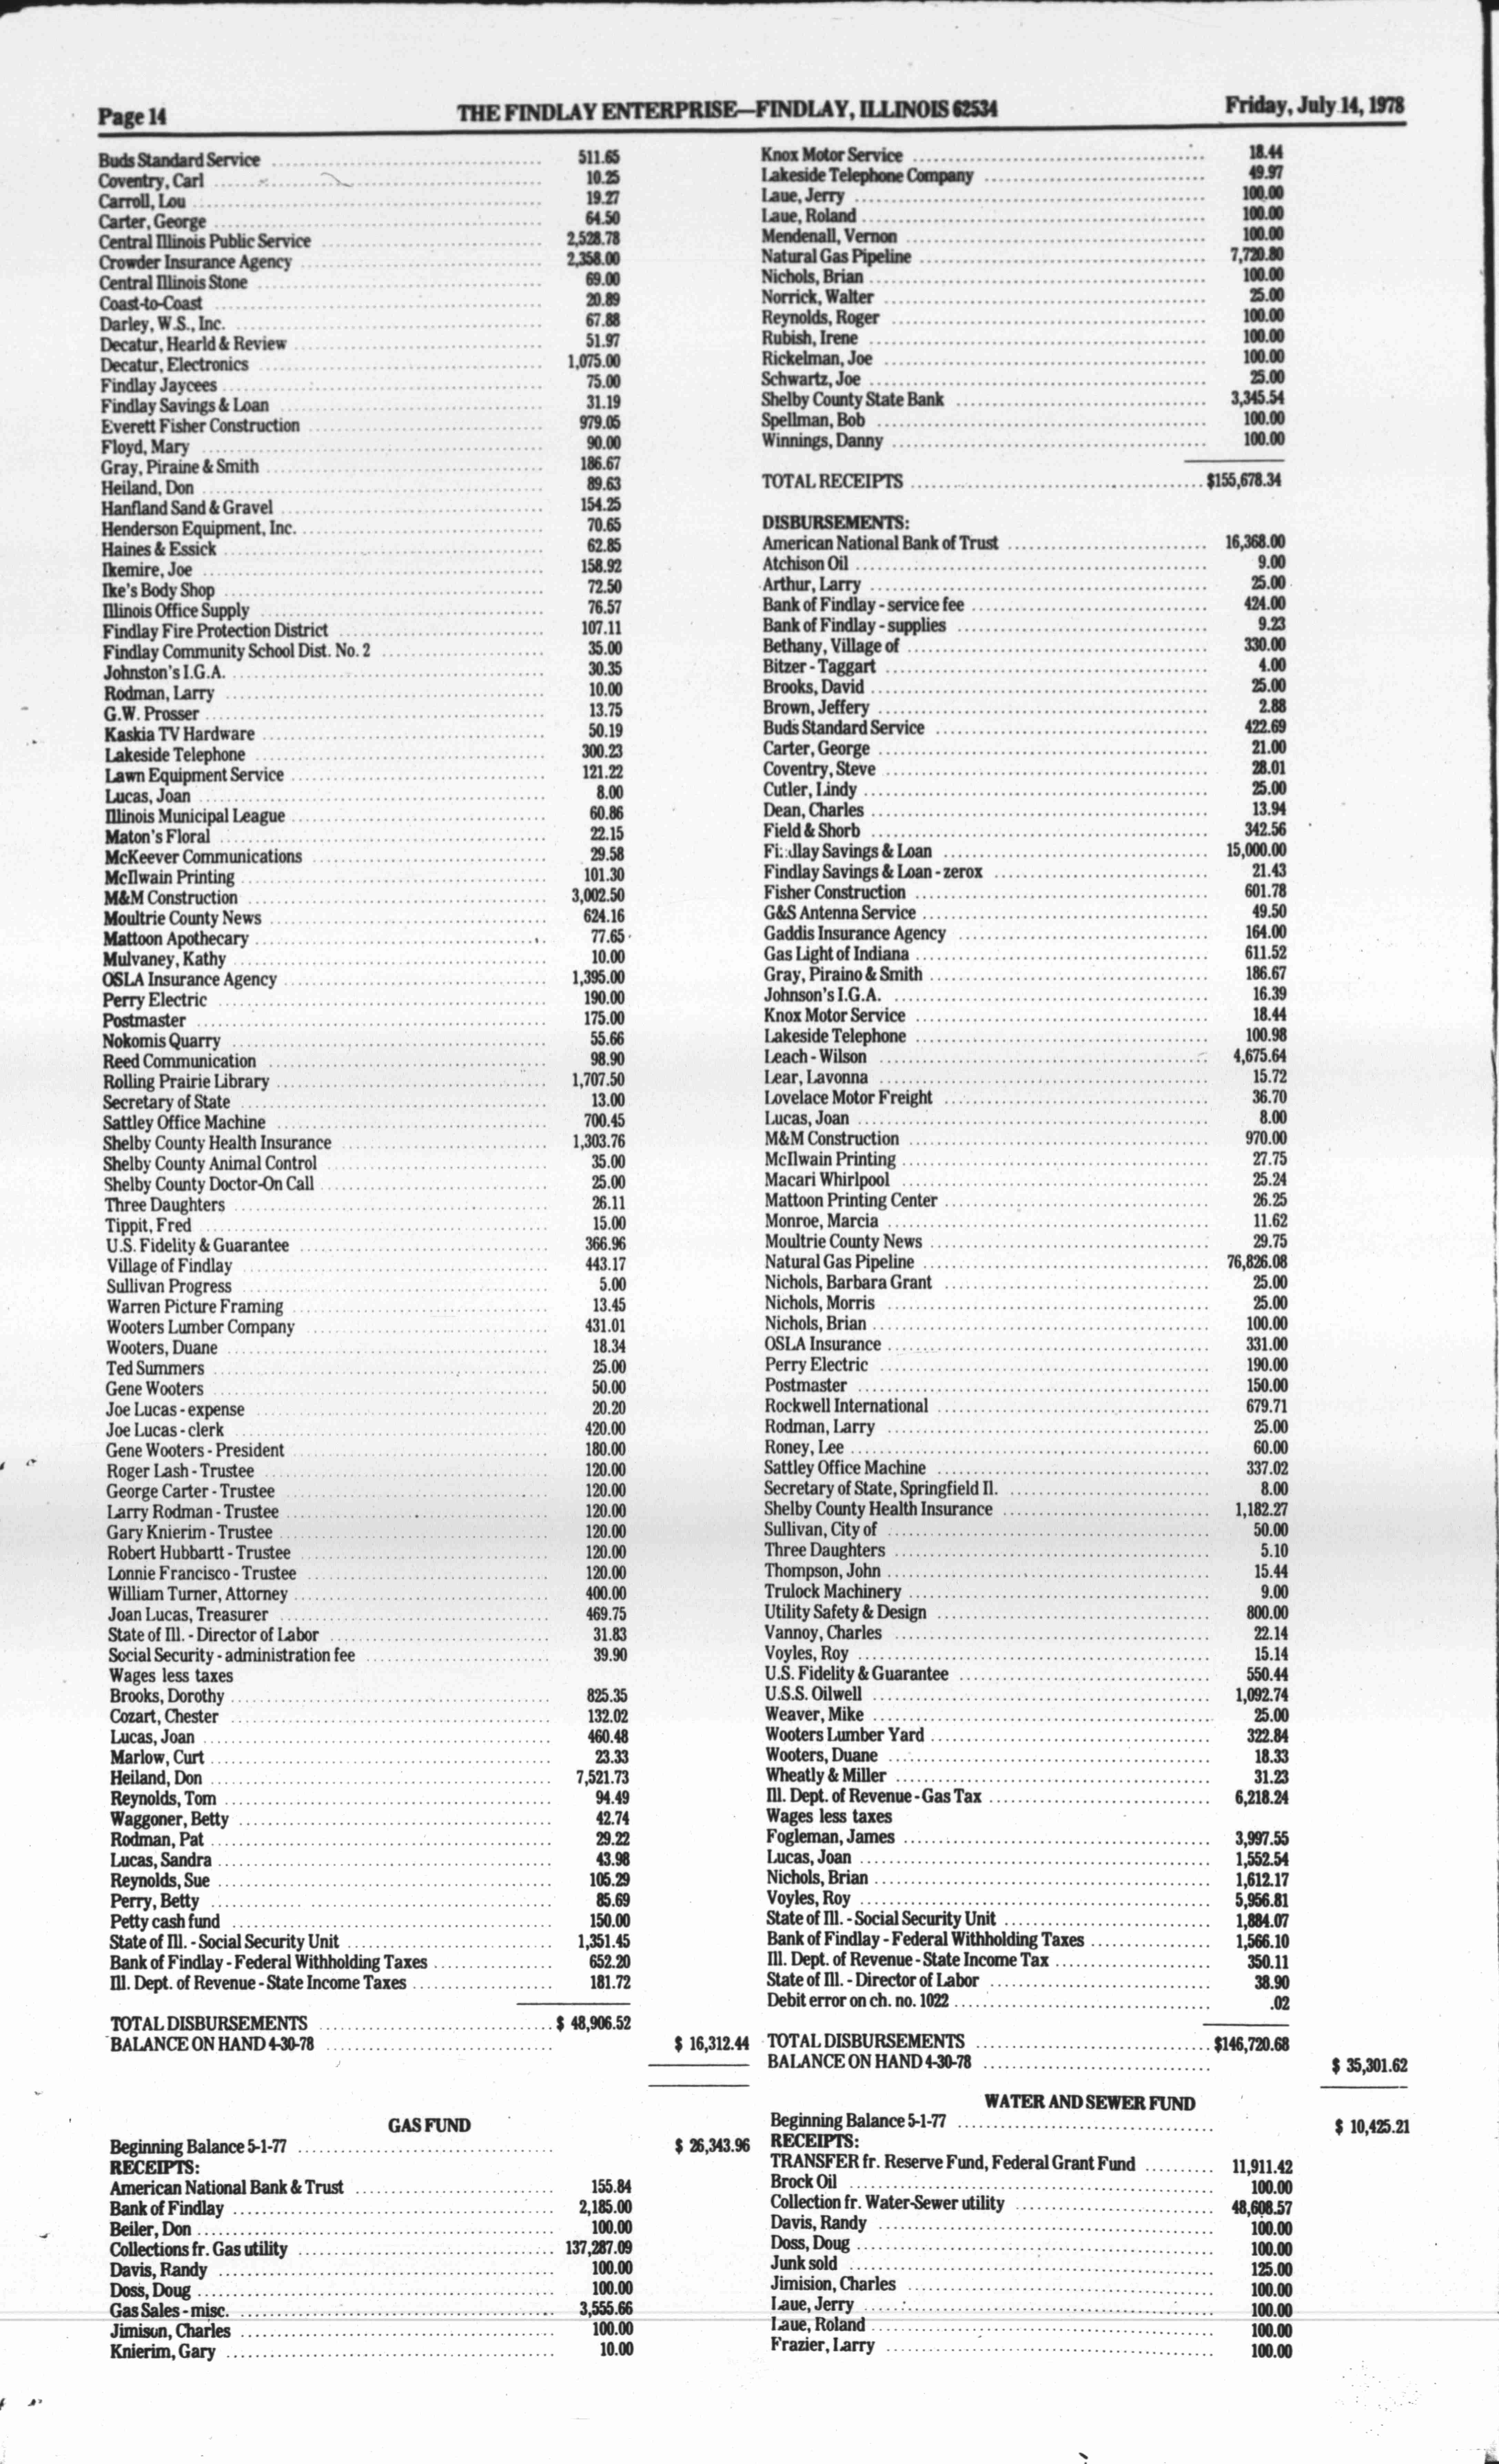 Page 14
THE FINDLAY ENTERPRISE—FINDLAY, ILLINOIS 62534
Friday, July 14, 1978
Buds Standard Service 511.65
Coventry, Carl 10.25
Carroll, Lou 19.27
Carter, George 64.50
Central Illinois Public Service 2,528.78
Crowder Insurance Agency 2,358.00
Central Illinois Stone 69.00
Coast-to-Coast 20.89
Darley, W.S., Inc. 67.88
Decatur, Hearld & Review 51.97
Decatur, Electronics 1,075.00
Findlay Jaycees 75.00
Findlay Savings & Loan 31.19
Everett Fisher Construction 979.05
Floyd, Mary 90.00
Gray, Piraine & Smith 186.67
Heiland, Don 89.63
Hanfland Sand & Gravel 154.25
Henderson Equipment, Inc. 70.65
Haines & Essick 62.85
Ikemire, Joe 158.92
Ike's Body Shop 72.50
Illinois Office Supply 76.57
Findlay Fire Protection District 107.11
Findlay Community School Dist. No. 2 35.00
Johnston's I.G.A. 30.35
Rodman, Larry 10.00
G.W. Prosser 13.75
Kaskia TV Hardware 50.19
Lakeside Telephone 300.23
Lawn Equipment Service 121.22
Lucas, Joan 8.00
Illinois Municipal League 60.86
Maton's Floral 22.15
McKeever Communications 29.58
McIlwain Printing 101.30
M&M Construction 3,002.50
Moultrie County News 624.16
Mattoon Apothecary 77.65
Mulvaney, Kathy 10.00
OSLA Insurance Agency 1,395.00
Perry Electric 190.00
Postmaster 175.00
Nokomis Quarry 55.66
Reed Communication 98.90
Rolling Prairie Library 1,707.50
Secretary of State 13.00
Sattley Office Machine 700.45
Shelby County Health Insurance 1,303.76
Shelby County Animal Control 35.00
Shelby County Doctor-On Call 25.00
Three Daughters 26.11
Tippit, Fred 15.00
U.S. Fidelity & Guarantee 366.96
Village of Findlay 443.17
Sullivan Progress 5.00
Warren Picture Framing 13.45
Wooters Lumber Company 431.01
Wooters, Duane 18.34
Ted Summers 25.00
Gene Wooters 50.00
Joe Lucas - expense 20.20
Joe Lucas - clerk 420.00
Gene Wooters - President 180.00
Roger Lash - Trustee 120.00
George Carter - Trustee 120.00
Larry Rodman - Trustee 120.00
Gary Knierim - Trustee 120.00
Robert Hubbartt - Trustee 120.00
Lonnie Francisco - Trustee 120.00
William Turner, Attorney 400.00
Joan Lucas, Treasurer 469.75
State of Ill. - Director of Labor 31.83
Social Security - administration fee 39.90
Wages less taxes
Brooks, Dorothy 825.35
Cozart, Chester 132.02
Lucas, Joan 460.48
Marlow, Curt 23.33
Heiland, Don 7,521.73
Reynolds, Tom 94.49
Waggoner, Betty 42.74
Rodman, Pat 29.22
Lucas, Sandra 43.98
Reynolds, Sue 105.29
Perry, Betty 85.69
Petty cash fund 150.00
State of Ill. - Social Security Unit 1,351.45
Bank of Findlay - Federal Withholding Taxes 652.20
Ill. Dept. of Revenue - State Income Taxes 181.72
TOTAL DISBURSEMENTS $ 48,906.52
BALANCE ON HAND 4-30-78 $ 16,312.44
GAS FUND
Beginning Balance 5-1-77 $ 26,343.96
RECEIPTS:
American National Bank & Trust 155.84
Bank of Findlay 2,185.00
Beiler, Don 100.00
Collections fr. Gas utility 137,287.09
Davis, Randy 100.00
Doss, Doug 100.00
Gas Sales - misc. 3,555.66
Jimison, Charles 100.00
Knierim, Gary 10.00
Knox Motor Service 18.44
Lakeside Telephone Company 49.97
Laue, Jerry 100.00
Laue, Roland 100.00
Mendenall, Vernon 100.00
Natural Gas Pipeline 7,720.80
Nichols, Brian 100.00
Norrick, Walter 25.00
Reynolds, Roger 100.00
Rubish, Irene 100.00
Rickelman, Joe 100.00
Schwartz, Joe 25.00
Shelby County State Bank 3,345.54
Spellman, Bob 100.00
Winnings, Danny 100.00
TOTAL RECEIPTS $155,678.34
DISBURSEMENTS:
American National Bank of Trust 16,368.00
Atchison Oil 9.00
Arthur, Larry 25.00
Bank of Findlay - service fee 424.00
Bank of Findlay - supplies 9.23
Bethany, Village of 330.00
Bitzer - Taggart 4.00
Brooks, David 25.00
Brown, Jeffery 2.88
Buds Standard Service 422.69
Carter, George 21.00
Coventry, Steve 28.01
Cutler, Lindy 25.00
Dean, Charles 13.94
Field & Shorb 342.56
Findlay Savings & Loan 15,000.00
Findlay Savings & Loan - zerox 21.43
Fisher Construction 601.78
G&S Antenna Service 49.50
Gaddis Insurance Agency 164.00
Gas Light of Indiana 611.52
Gray, Piraino & Smith 186.67
Johnson's I.G.A. 16.39
Knox Motor Service 18.44
Lakeside Telephone 100.98
Leach - Wilson 4,675.64
Lear, Lavonna 15.72
Lovelace Motor Freight 36.70
Lucas, Joan 8.00
M&M Construction 970.00
McIlwain Printing 27.75
Macari Whirlpool 25.24
Mattoon Printing Center 26.25
Monroe, Marcia 11.62
Moultrie County News 29.75
Natural Gas Pipeline 76,826.08
Nichols, Barbara Grant 25.00
Nichols, Morris 25.00
Nichols, Brian 100.00
OSLA Insurance 331.00
Perry Electric 190.00
Postmaster 150.00
Rockwell International 679.71
Rodman, Larry 25.00
Roney, Lee 60.00
Sattley Office Machine 337.02
Secretary of State, Springfield Il. 8.00
Shelby County Health Insurance 1,182.27
Sullivan, City of 50.00
Three Daughters 5.10
Thompson, John 15.44
Trulock Machinery 9.00
Utility Safety & Design 800.00
Vannoy, Charles 22.14
Voyles, Roy 15.14
U.S. Fidelity & Guarantee 550.44
U.S.S. Oilwell 1,092.74
Weaver, Mike 25.00
Wooters Lumber Yard 322.84
Wooters, Duane 18.33
Wheatly & Miller 31.23
Ill. Dept. of Revenue - Gas Tax 6,218.24
Wages less taxes
Fogleman, James 3,997.55
Lucas, Joan 1,552.54
Nichols, Brian 1,612.17
Voyles, Roy 5,956.81
State of Ill. - Social Security Unit 1,884.07
Bank of Findlay - Federal Withholding Taxes 1,566.10
Ill. Dept. of Revenue - State Income Tax 350.11
State of Ill. - Director of Labor 38.90
Debit error on ch. no. 1022 .02
TOTAL DISBURSEMENTS $146,720.68
BALANCE ON HAND 4-30-78 $ 35,301.62
WATER AND SEWER FUND
Beginning Balance 5-1-77 $ 10,425.21
RECEIPTS:
TRANSFER fr. Reserve Fund, Federal Grant Fund 11,911.42
Brock Oil 100.00
Collection fr. Water-Sewer utility 48,608.57
Davis, Randy 100.00
Doss, Doug 100.00
Junk sold 125.00
Jimision, Charles 100.00
Laue, Jerry 100.00
Laue, Roland 100.00
Frazier, Larry 100.00